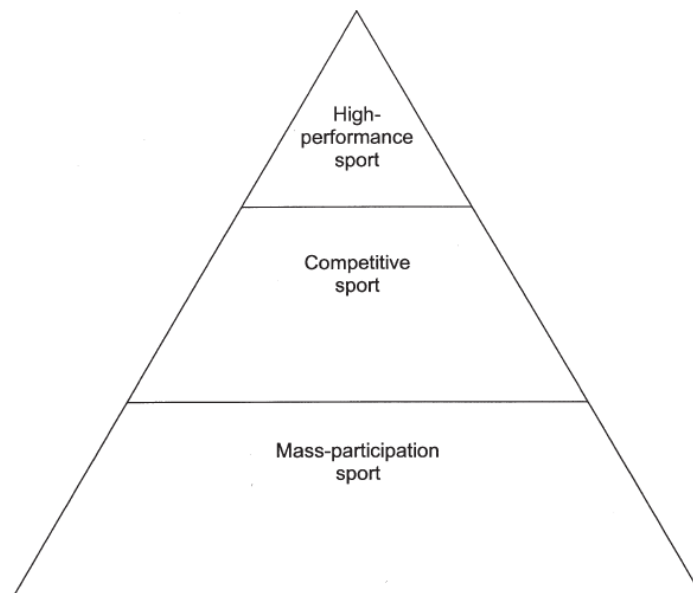 High-
performance
sport
Competitive
sport
Mass-participation
sport